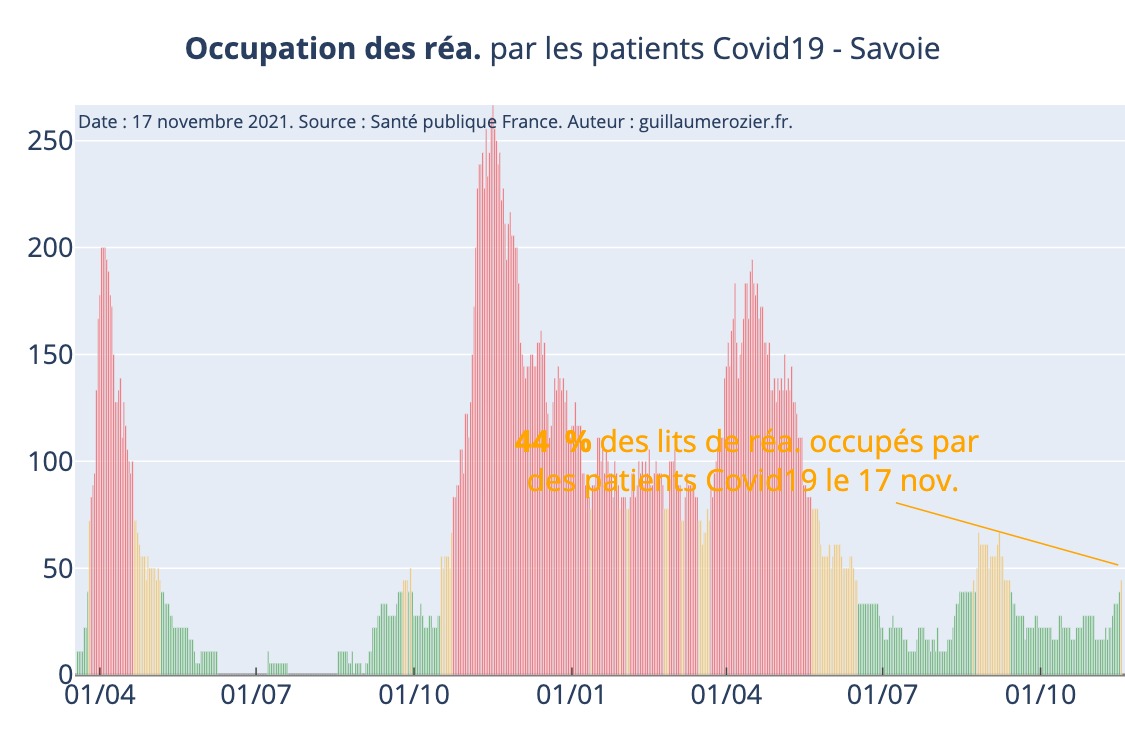 Occupation des réa. par les patients Covid19 - Savoie
Date : 17 novembre 2021. Source : Santé publique France. Auteur : guillaumerozier.fr.
250
200
150
44 % des lits de réa. occupés par
100
des patients Covid19 le 17 nov.
50
0
01/04 01/07 01/10 01/01 01/04 01/07 01/10